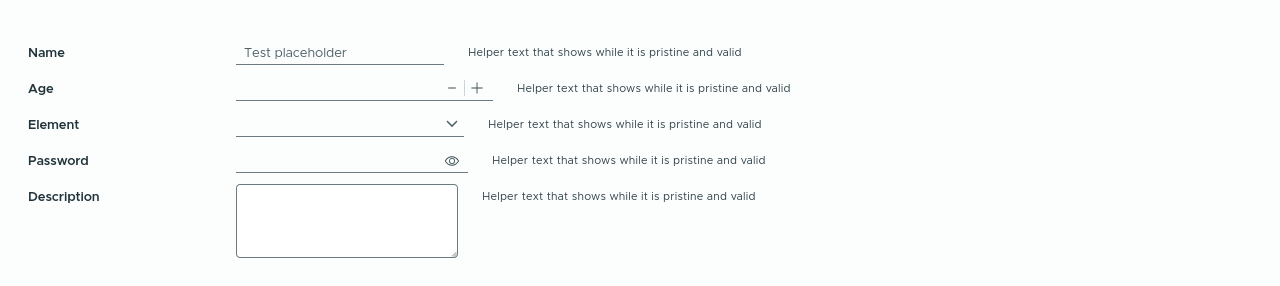 Name Test placeholder Helper text that shows while it is pristine and valid
Age Helper text that shows while it is pristine and valid
Element Helper text that shows while it is pristine and valid
Password Helper text that shows while it is pristine and valid
Description Helper text that shows while it is pristine and valid